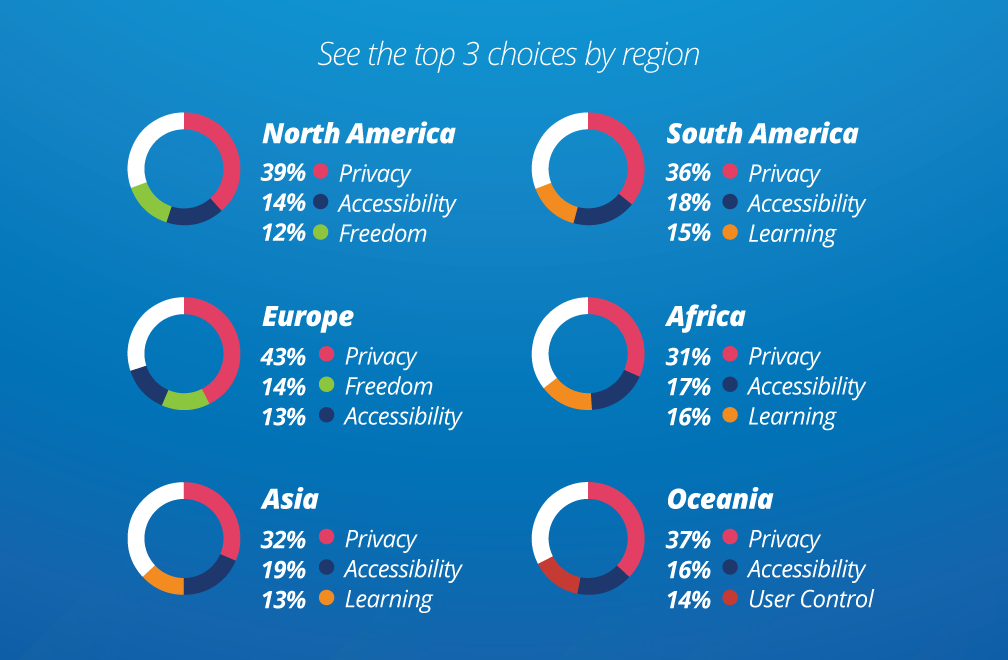 See the top 3 choices by region
North America
39% Privacy
14% Accessibility
12% Freedom
South America
36% Privacy
18% Accessibility
15% Learning
Europe
43% Privacy
14% Freedom
13% Accessibility
Africa
31% Privacy
17% Accessibility
16% Learning
Asia
32% Privacy
19% Accessibility
13% Learning
Oceania
37% Privacy
16% Accessibility
14% User Control